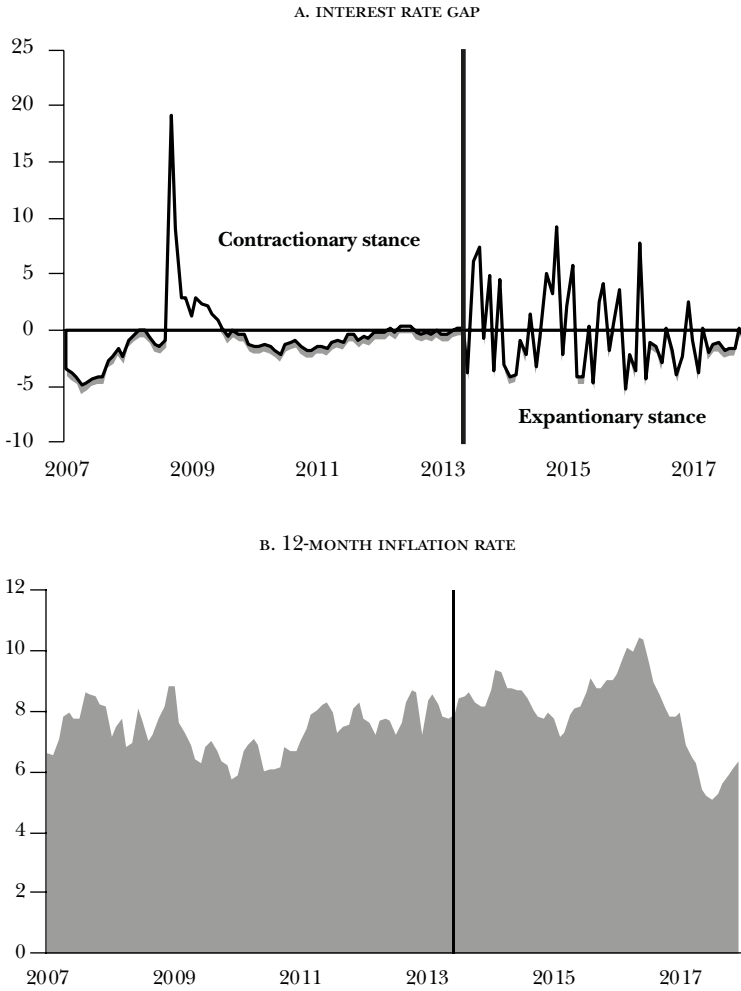 A. INTEREST RATE GAP
25
20
15
10
5
0
-5
-10
Contractionary stance
Expantionary stance
2007 2009 2011 2013 2015 2017
B. 12-MONTH INFLATION RATE
12
10
8
6
4
2
0
2007 2009 2011 2013 2015 2017